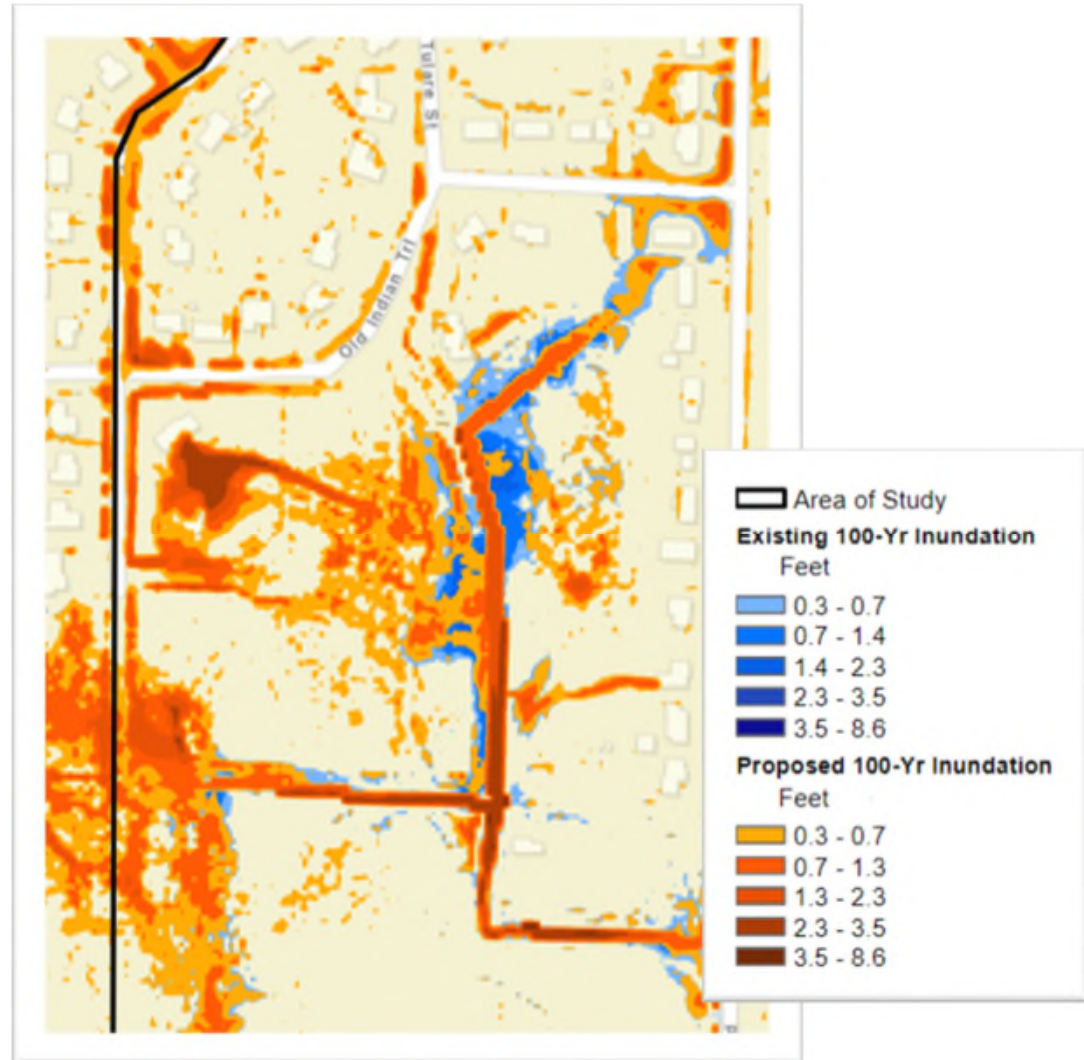 Tulare St
Old Indian Trl
Area of Study
Existing 100-Yr Inundation
Feet
0.3 - 0.7
0.7 - 1.4
1.4 - 2.3
2.3 - 3.5
3.5 - 8.6
Proposed 100-Yr Inundation
Feet
0.3 - 0.7
0.7 - 1.3
1.3 - 2.3
2.3 - 3.5
3.5 - 8.6